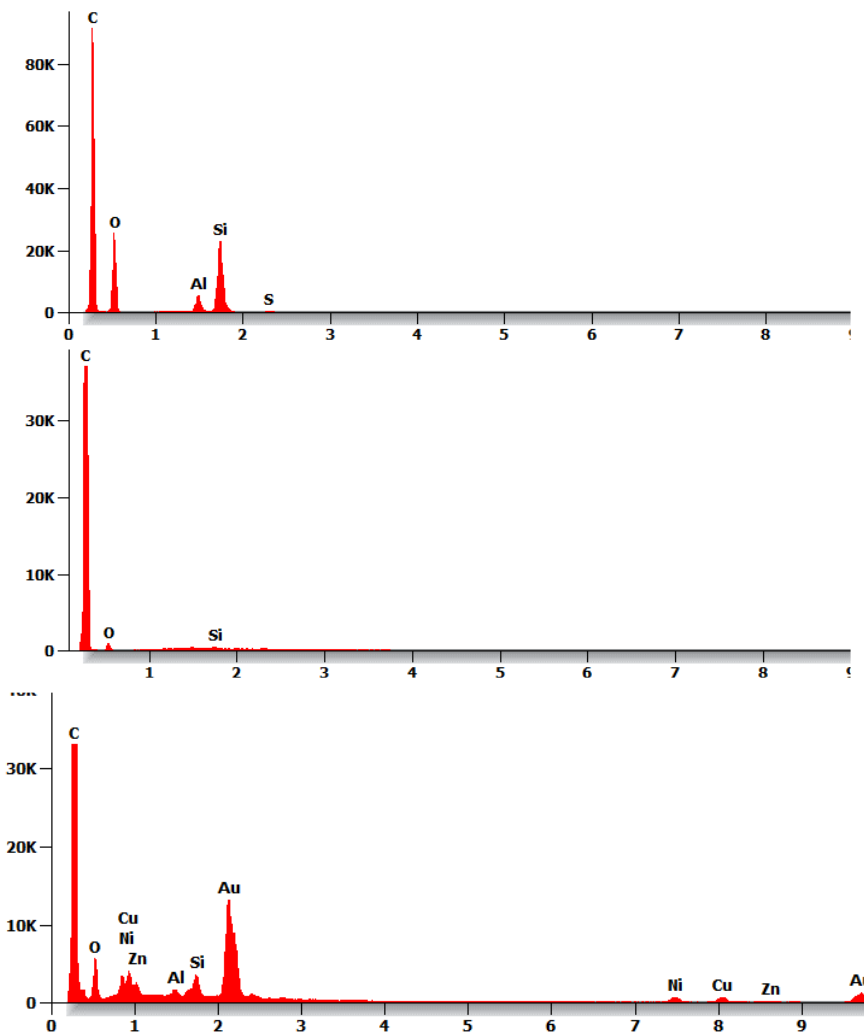 C
80K
60K
40K
O
Si
20K
Al
S
0
0 1 2 3 4 5 6 7 8
C
30K
20K
10K
O Si
0
1 2 3 4 5 6 7 8
C
30K
20K
Au
Cu
10K
Ni
O Zn
Si
Al
Ni Cu Zn Au
0
0 1 2 3 4 5 6 7 8 9